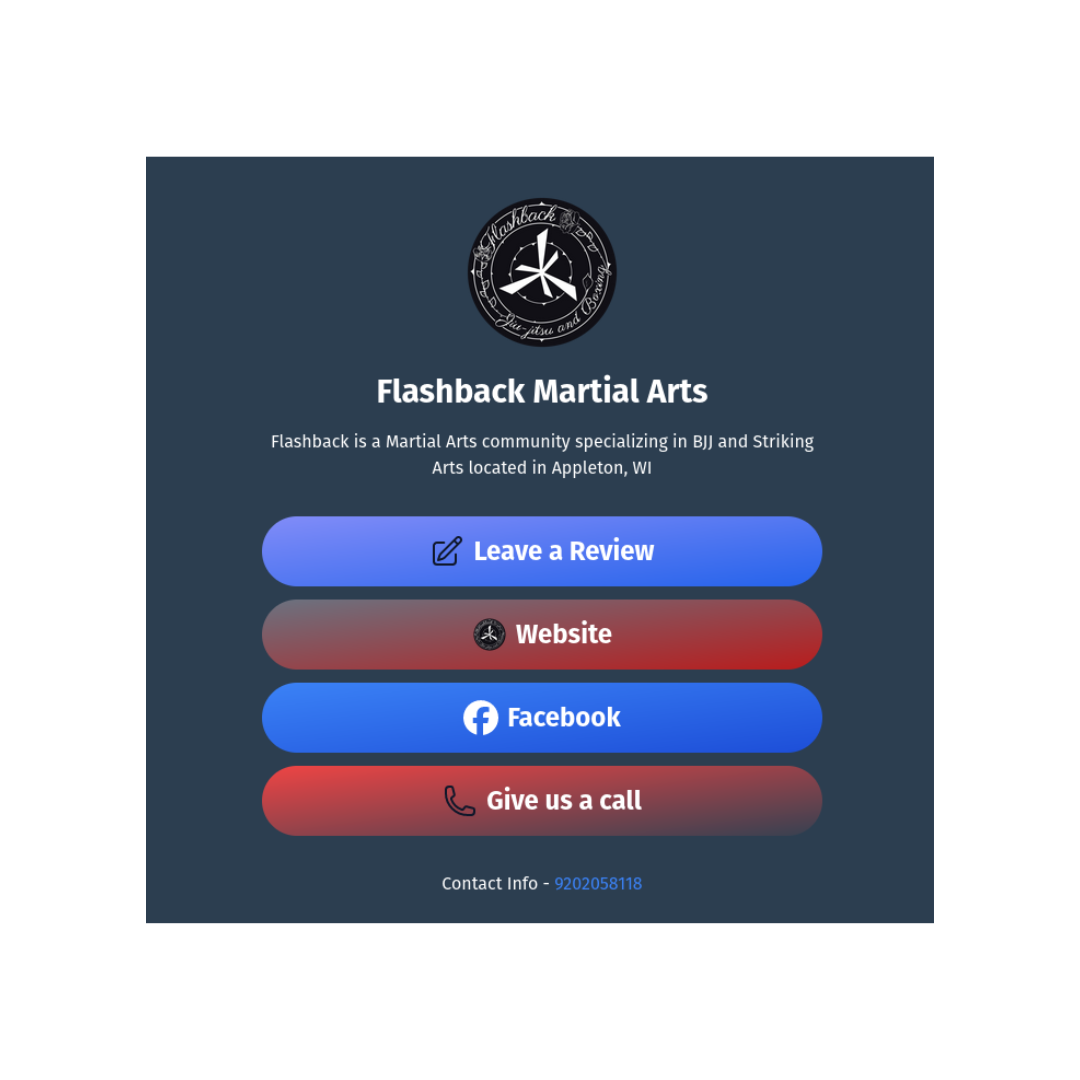 Flashback
Jiu-jitsu and Boxing
Flashback Martial Arts
Flashback is a Martial Arts community specializing in BJJ and Striking
Arts located in Appleton, WI
Leave a Review
Website
Facebook
Give us a call
Contact Info - 9202058118